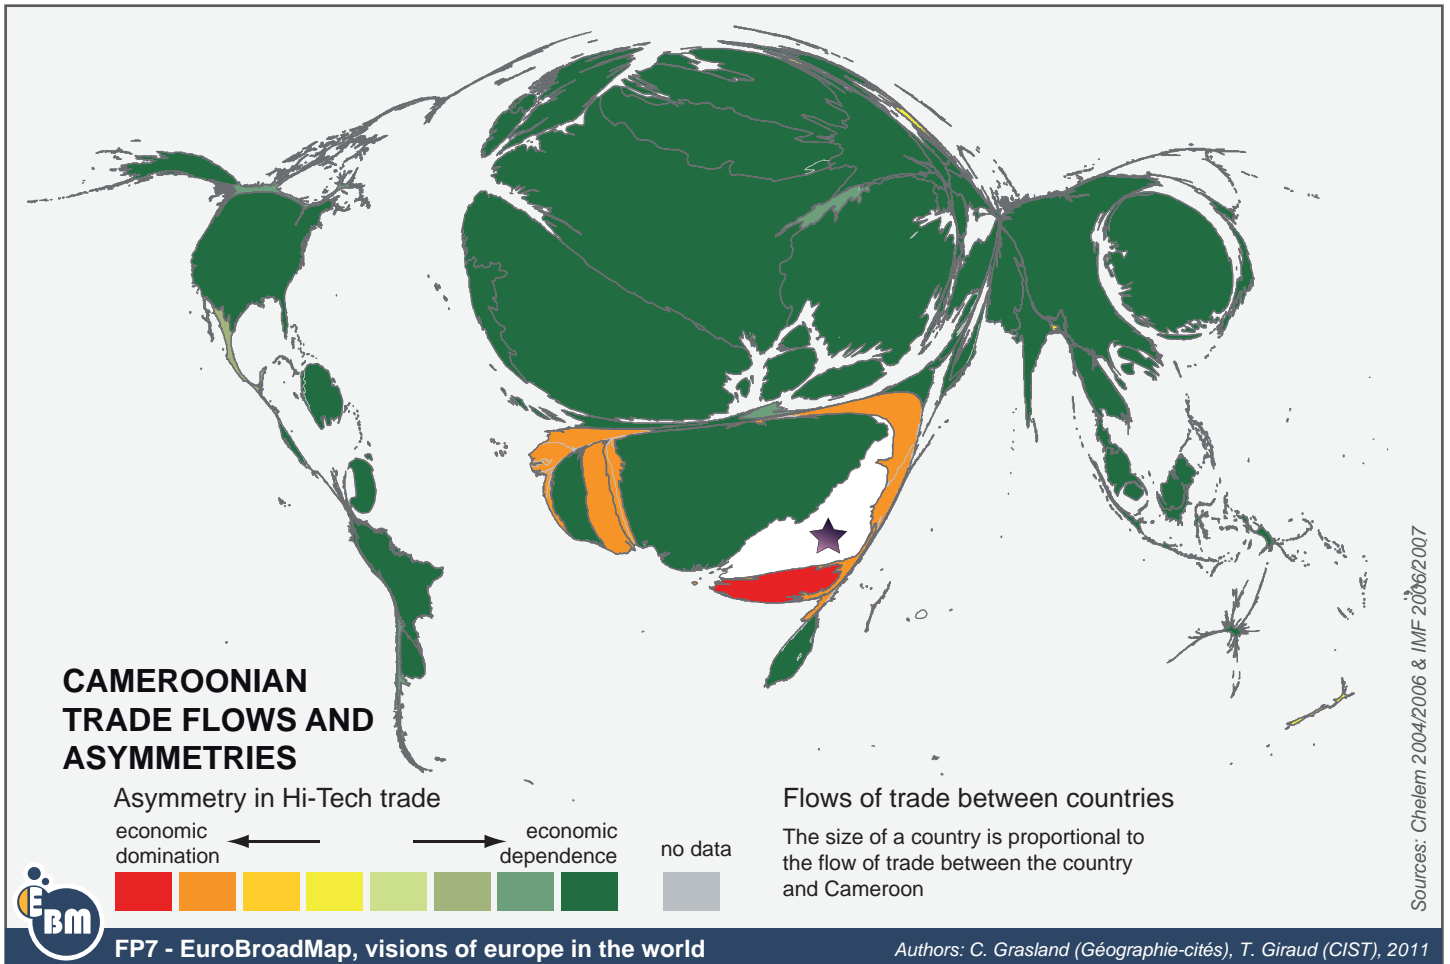 CAMEROONIAN
TRADE FLOWS AND
ASYMMETRIES
Asymmetry in Hi-Tech trade
economic
domination
economic
dependence
no data
Flows of trade between countries
The size of a country is proportional to
the flow of trade between the country
and Cameroon
Sources: Chelem 2004/2006 & IMF 2006/2007
EBM
FP7 - EuroBroadMap, visions of europe in the world
Authors: C. Grasland (Géographie-cités), T. Giraud (CIST), 2011